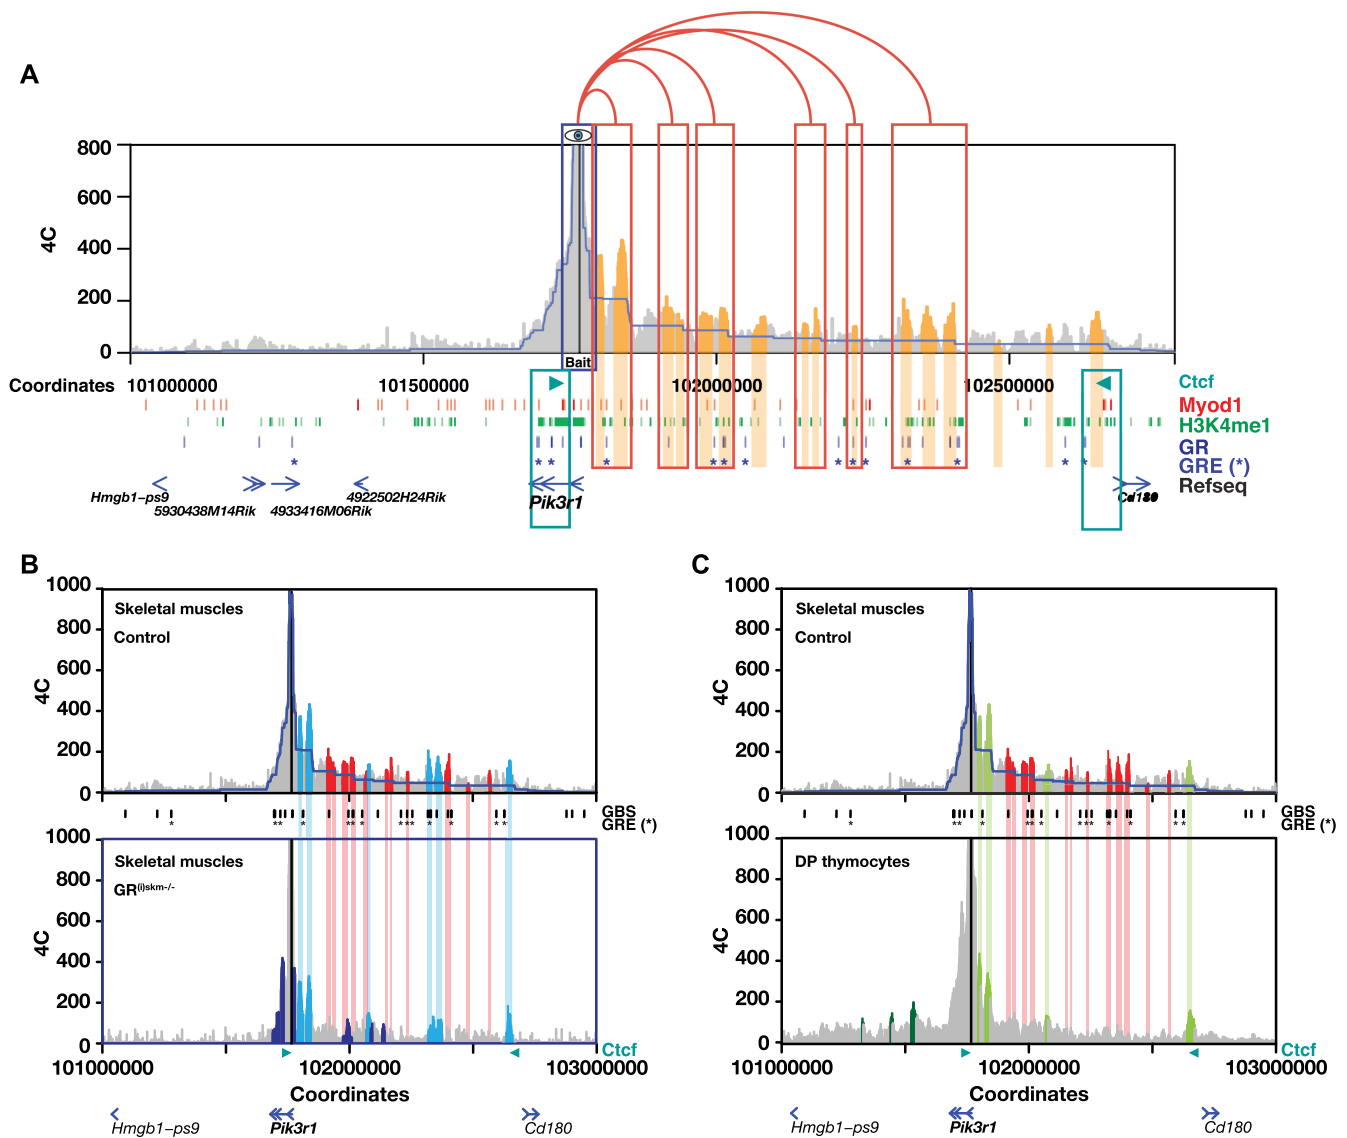 A
800
600
400
200
0
4C
Bait
Coordinates
101000000
101500000
102000000
102500000
Ctcf
Myod1
H3K4me1
GR
GRE (*)
Refseq
* * * * * * * * * * * * * *
Hmgb1–ps9
5930438M14Rik
4933416M06Rik
4922502H24Rik
Pik3r1
B
1000
800
600
400
200
0
4C
Skeletal muscles
Control
GBS
GRE (*)
1000
800
600
400
200
0
4C
Skeletal muscles
GR(i)skm-/-
Ctcf
101000000
102000000
103000000
Coordinates
Hmgb1–ps9
Pik3r1
Cd180
C
1000
800
600
400
200
0
4C
Skeletal muscles
Control
GBS
GRE (*)
1000
800
600
400
200
0
4C
DP thymocytes
Ctcf
101000000
102000000
103000000
Coordinates
Hmgb1–ps9
Pik3r1
Cd180